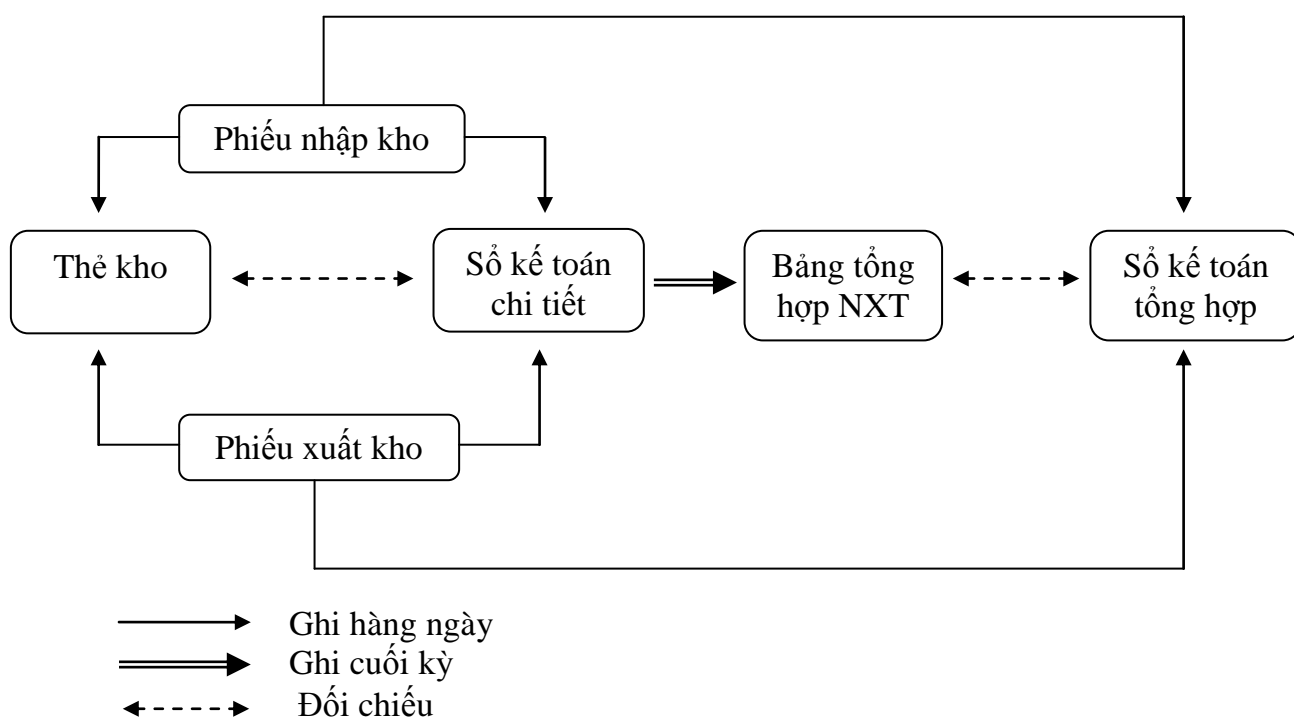 Phiếu nhập kho
Thẻ kho
Sổ kế toán
chi tiết
Bảng tổng
hợp NXT
Sổ kế toán
tổng hợp
Phiếu xuất kho
Ghi hàng ngày
Ghi cuối kỳ
Đối chiếu